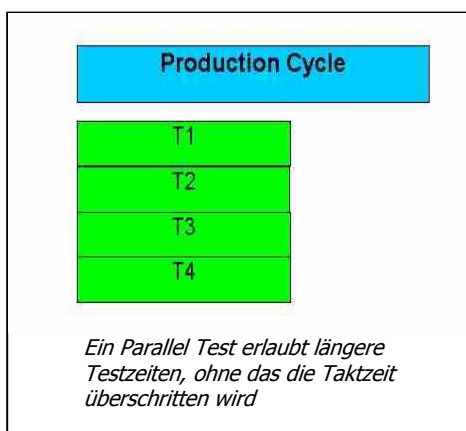 Production Cycle
T1
T2
T3
T4
Ein Parallel Test erlaubt längere
Testzeiten, ohne das die Taktzeit
überschritten wird